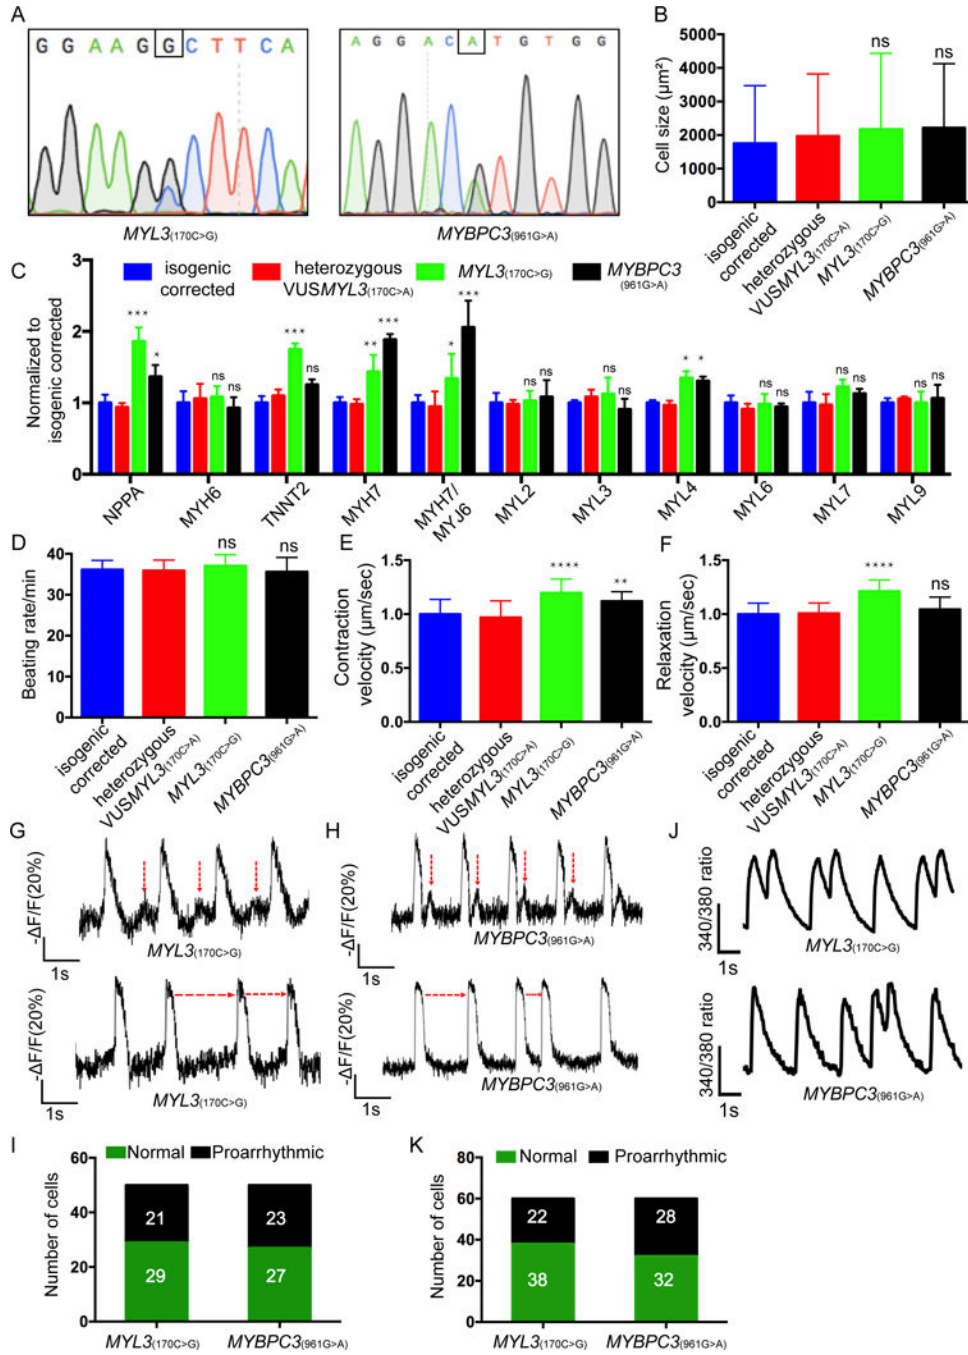 A
G G A A G G C T T C A
MYL3(170C>G)
A G G A C A T G T G G
MYBPC3(961G>A)
B
Cell size (µm²)
5000
4000
3000
2000
1000
0
ns
ns
isogenic corrected
heterozygous VUSMYL3(170C>A)
MYL3(170C>G)
MYBPC3(961G>A)
C
isogenic corrected
heterozygous VUSMYL3(170C>A)
MYL3(170C>G)
MYBPC3 (961G>A)
Normalized to isogenic corrected
3
2
1
0
*** *
ns ns
*** ns
** ***
* ***
ns ns
ns ns
* *
ns ns
ns ns
ns ns
NPPA
MYH6
TNNT2
MYH7
MYH7/MYJ6
MYL2
MYL3
MYL4
MYL6
MYL7
MYL9
D
Beating rate/min
40
30
20
10
0
ns
ns
isogenic corrected
heterozygous VUSMYL3(170C>A)
MYL3(170C>G)
MYBPC3(961G>A)
E
Contraction velocity (µm/sec)
1.5
1.0
0.5
0.0
****
**
isogenic corrected
heterozygous VUSMYL3(170C>A)
MYL3(170C>G)
MYBPC3(961G>A)
F
Relaxation velocity (µm/sec)
1.5
1.0
0.5
0.0
****
ns
isogenic corrected
heterozygous VUSMYL3(170C>A)
MYL3(170C>G)
MYBPC3(961G>A)
G
-ΔF/F(20%)
1s
MYL3(170C>G)
-ΔF/F(20%)
1s
MYL3(170C>G)
H
-ΔF/F(20%)
1s
MYBPC3(961G>A)
-ΔF/F(20%)
1s
MYBPC3(961G>A)
J
340/380 ratio
1s
MYL3(170C>G)
340/380 ratio
1s
MYBPC3(961G>A)
I
Normal
Proarrhythmic
Number of cells
60
40
20
0
21
23
29
27
MYL3(170C>G)
MYBPC3(961G>A)
K
Normal
Proarrhythmic
Number of cells
80
60
40
20
0
22
28
38
32
MYL3(170C>G)
MYBPC3(961G>A)